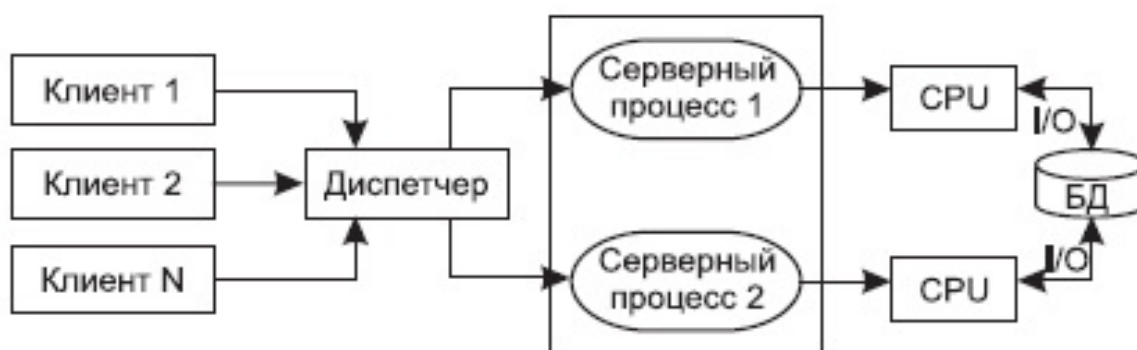 Клиент 1
Клиент 2
Клиент N
Диспетчер
Серверный
процесс 1
Серверный
процесс 2
CPU
I/O
БД
I/O
CPU